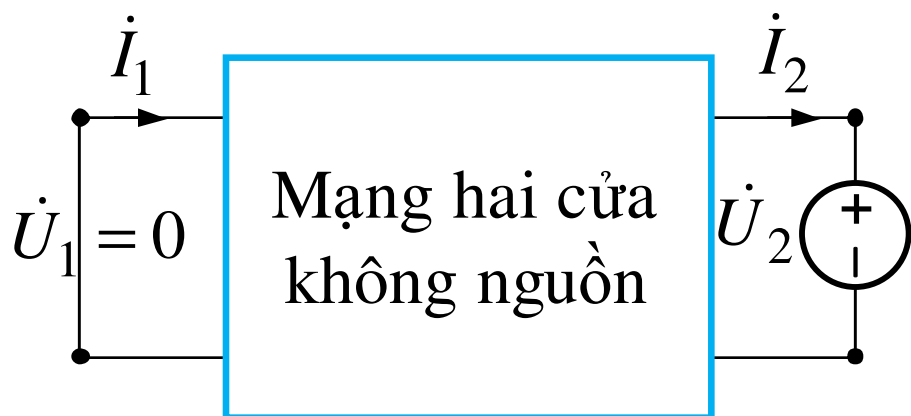 İ₁
İ₂
U̇₁ = 0
Mạng hai cửa
không nguồn
U̇₂
+
−